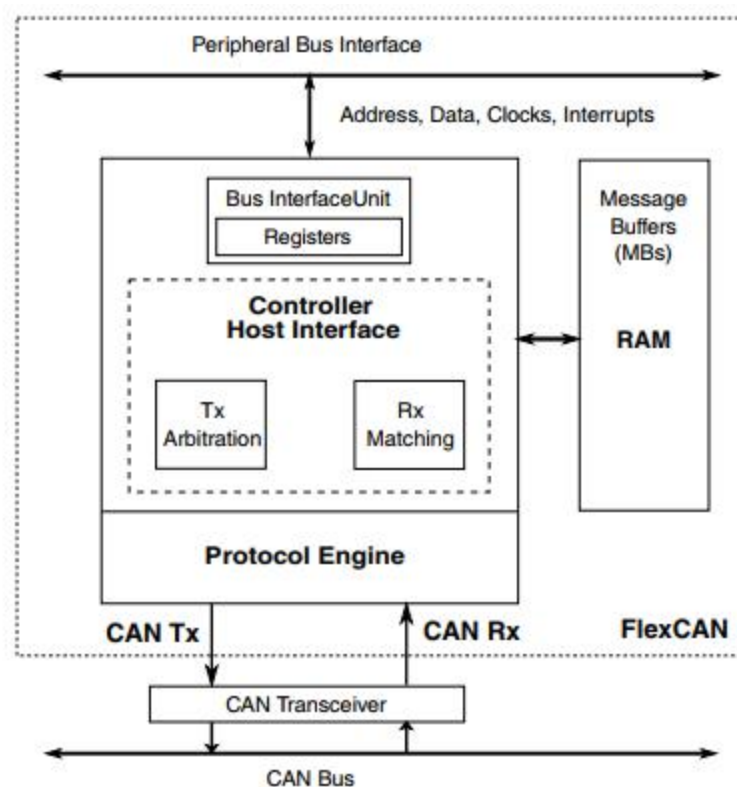 Peripheral Bus Interface
Address, Data, Clocks, Interrupts
Bus InterfaceUnit
Registers
Controller
Host Interface
Tx
Arbitration
Rx
Matching
Message
Buffers
(MBs)
RAM
Protocol Engine
CAN Tx
CAN Rx
FlexCAN
CAN Transceiver
CAN Bus